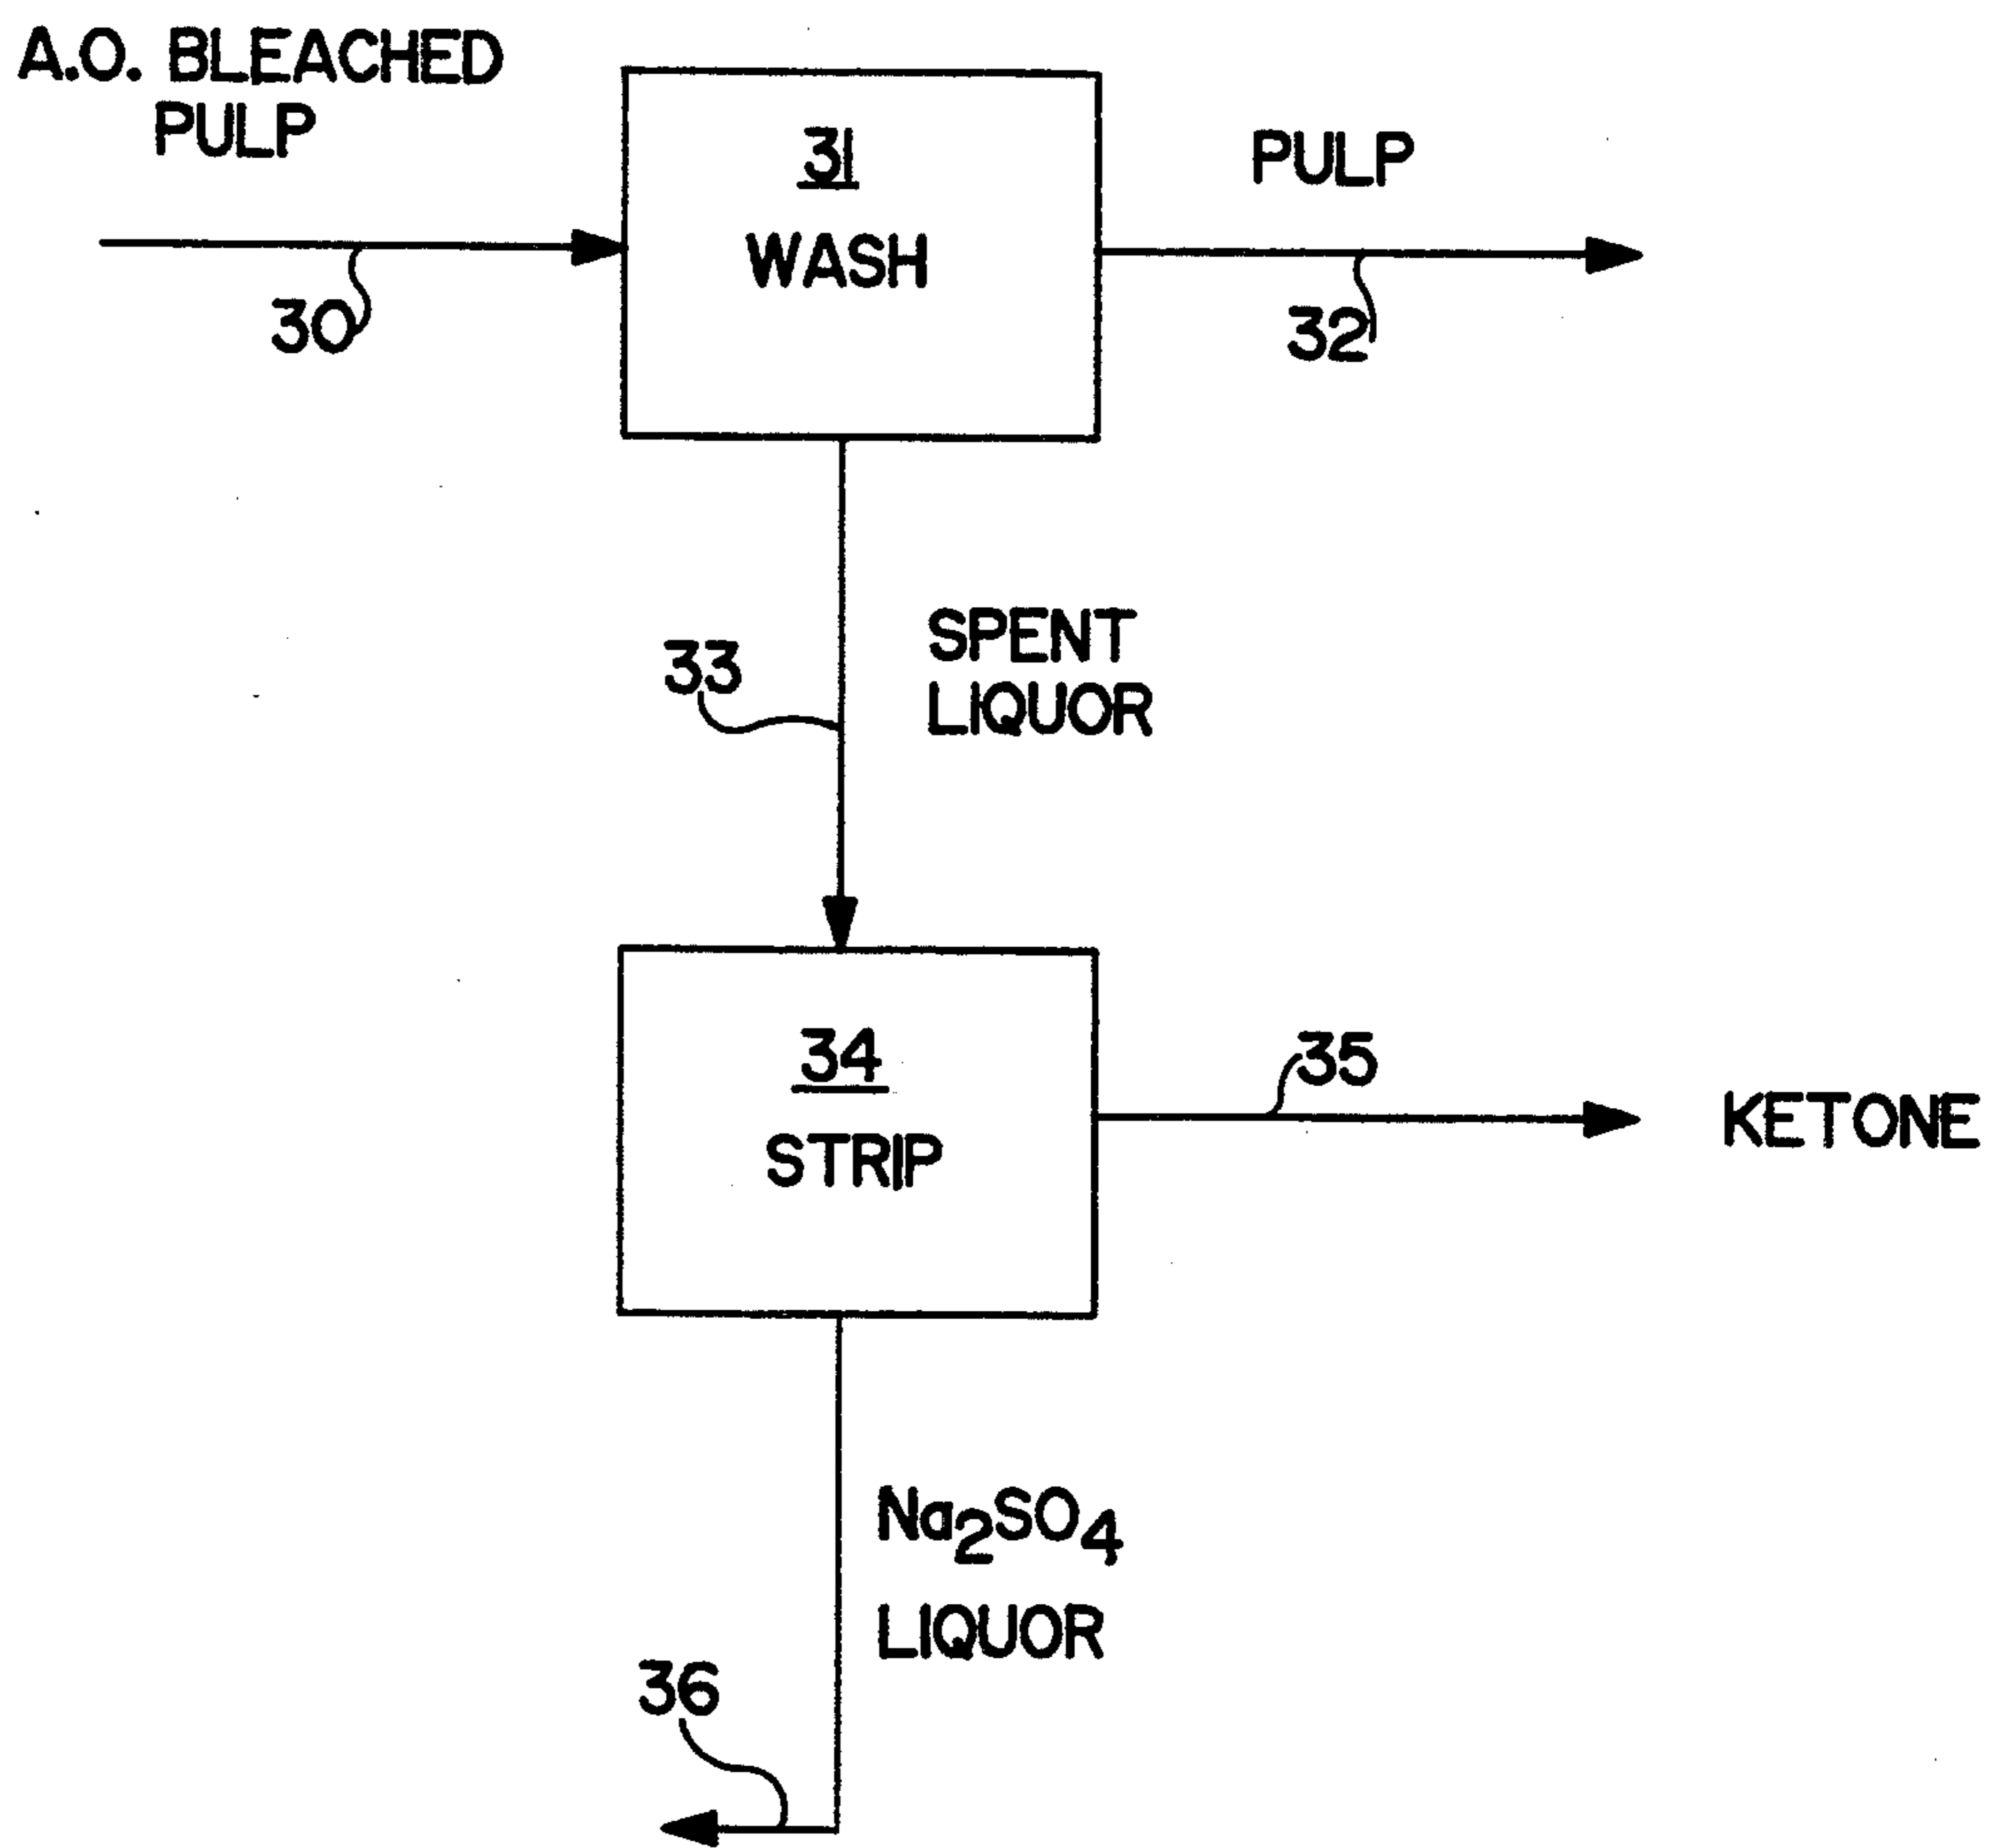 A.O. BLEACHED
PULP
30
31
WASH
PULP
32
33
SPENT
LIQUOR
34
STRIP
35
KETONE
Na₂SO₄
LIQUOR
36